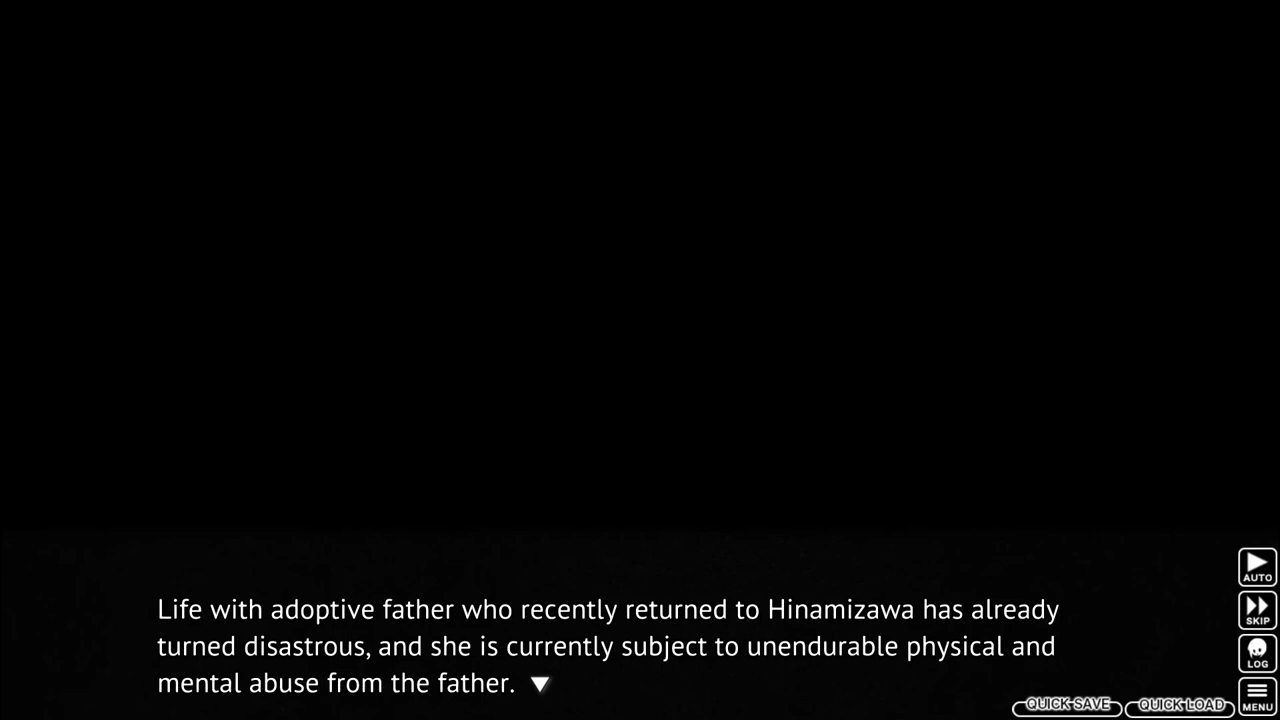 Life with adoptive father who recently returned to Hinamizawa has already
turned disastrous, and she is currently subject to unendurable physical and
mental abuse from the father.
AUTO
SKIP
LOG
MENU
QUICK SAVE QUICK LOAD